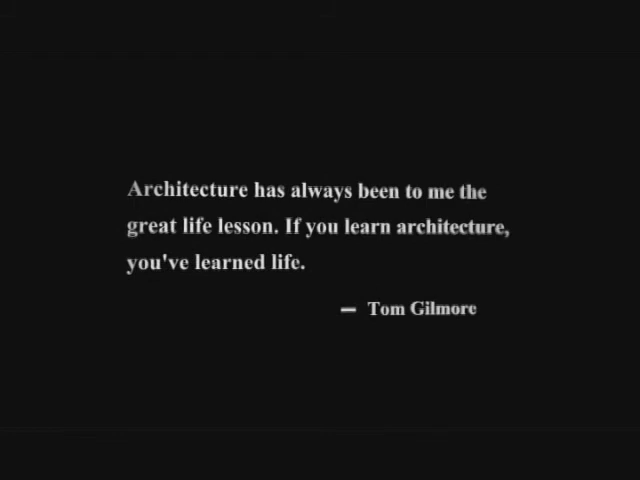 Architecture has always been to me the
great life lesson. If you learn architecture,
you've learned life.
— Tom Gilmore